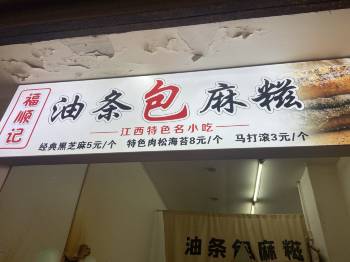 福顺记
油条包麻糍
江西特色名小吃
经典黑芝麻5元/个 特色肉松海苔8元/个 马打滚3元/个
油条包麻糍